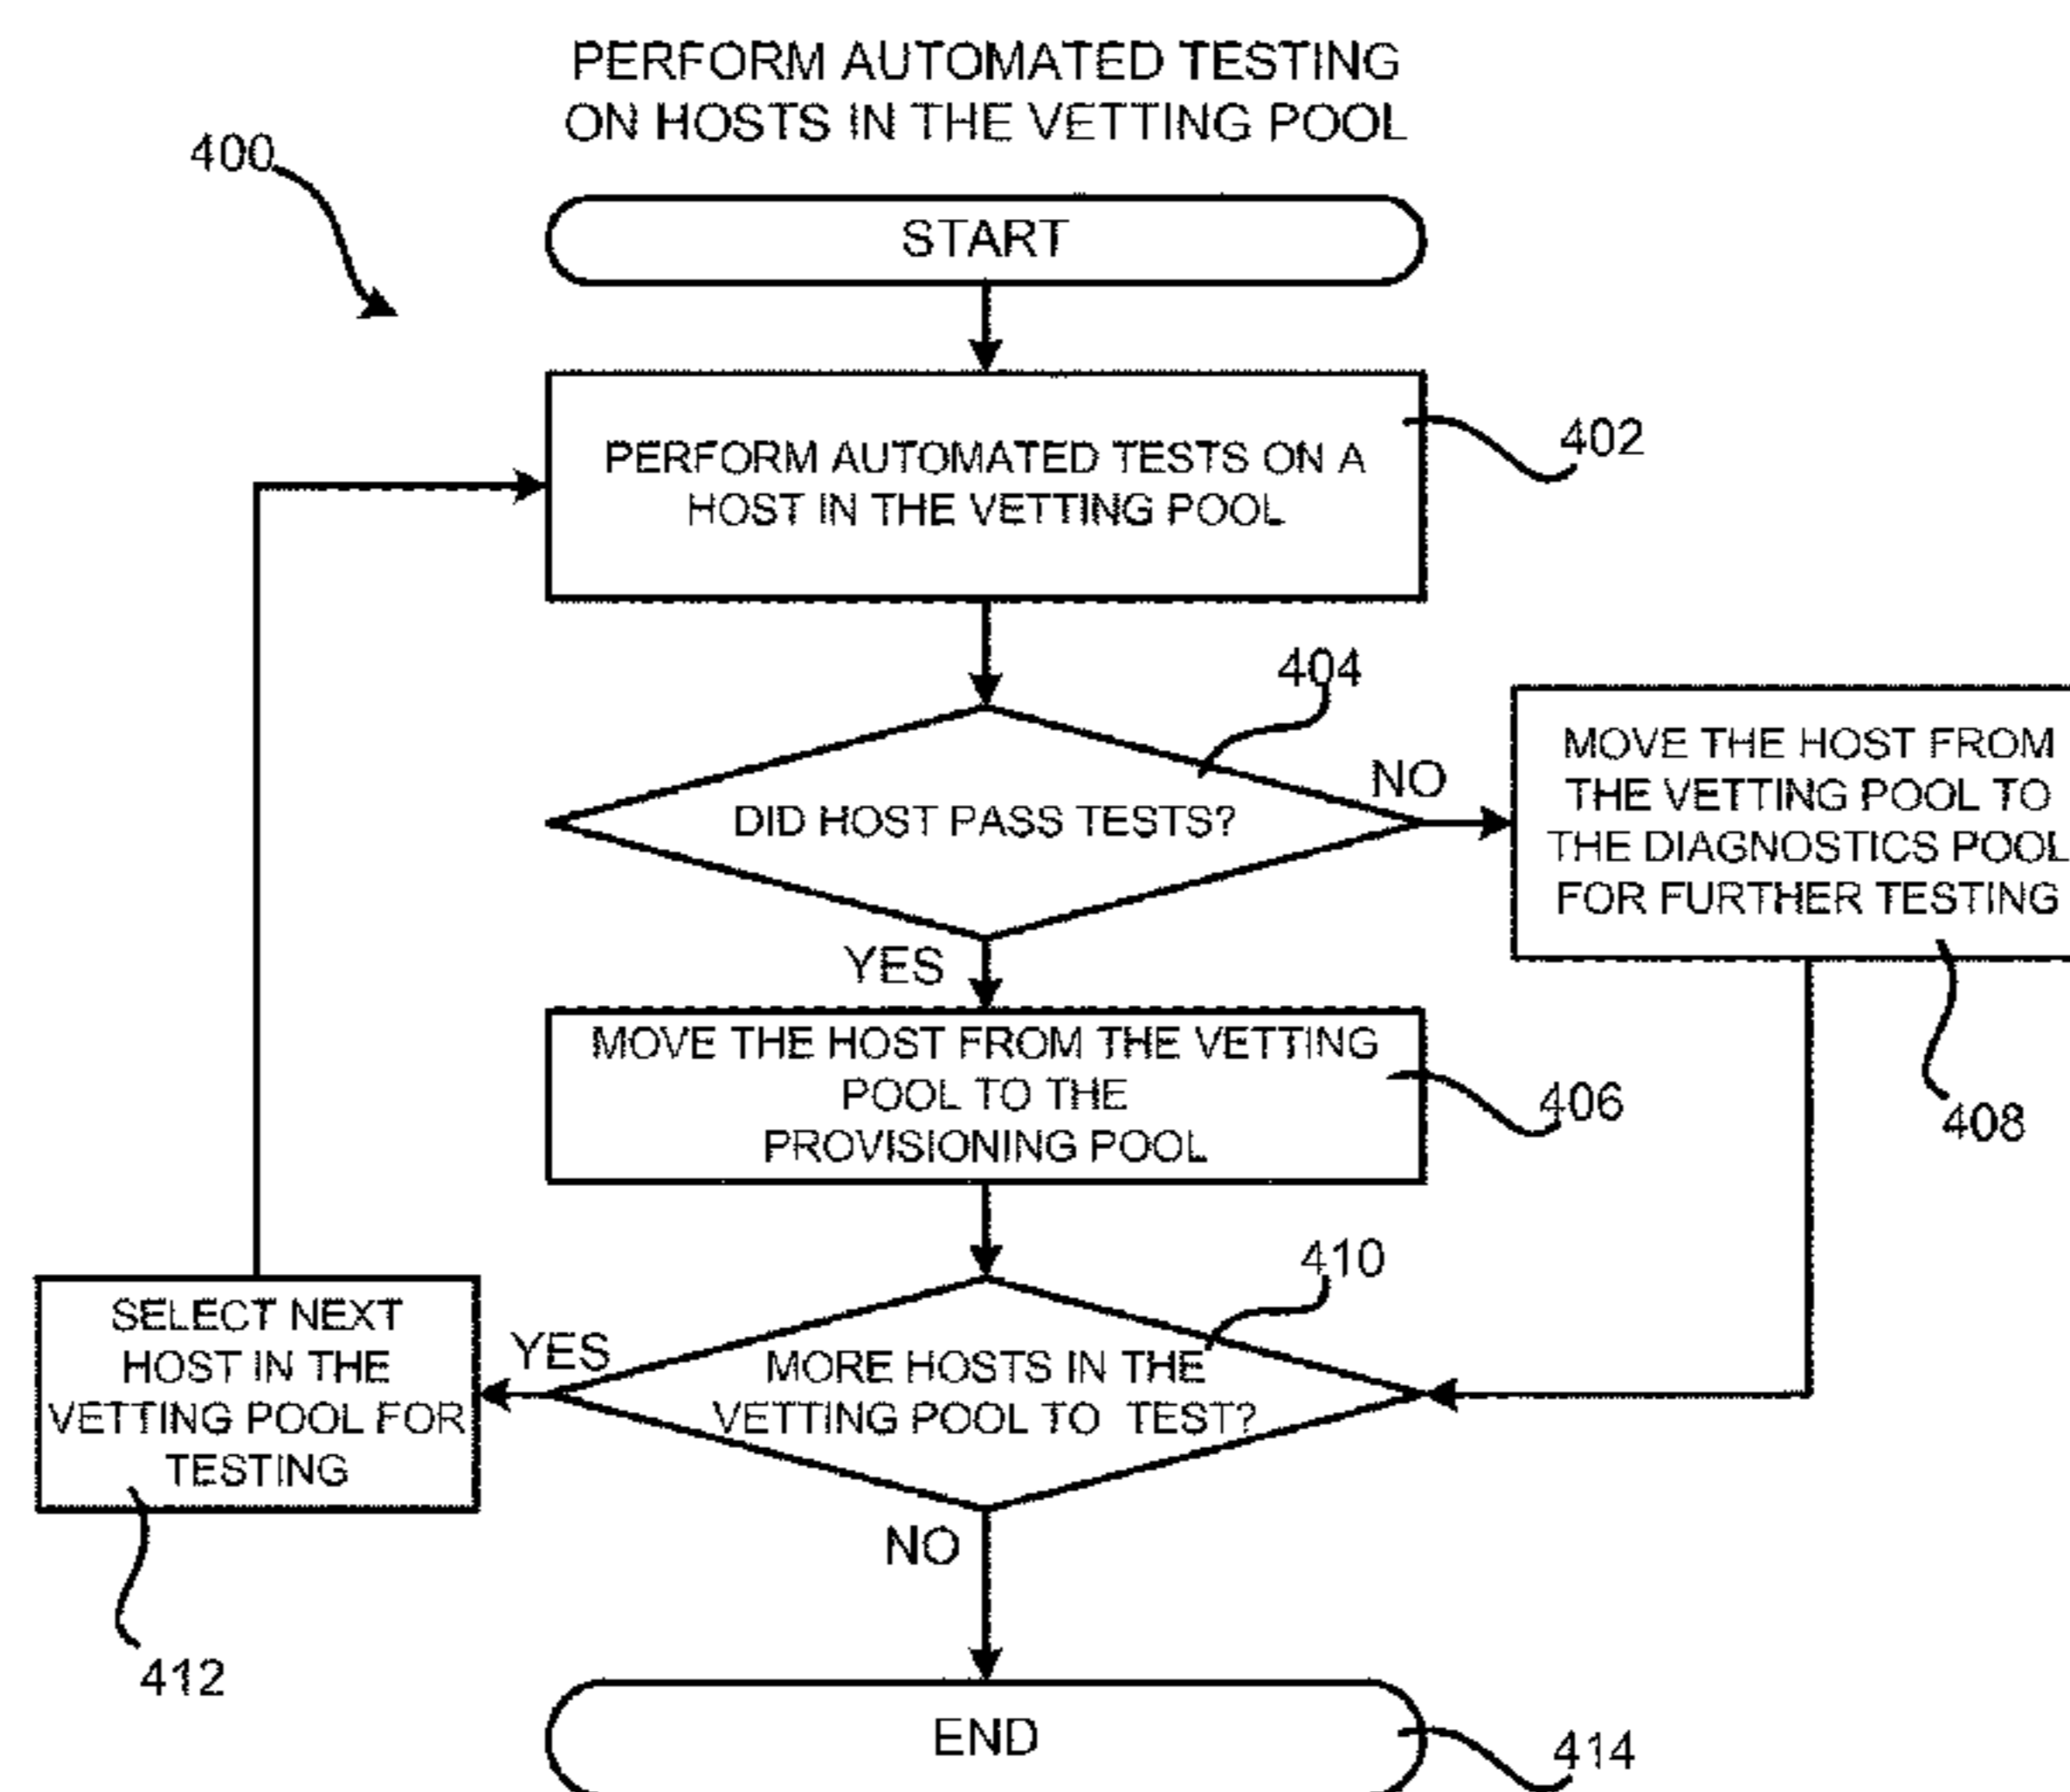 PERFORM AUTOMATED TESTING
ON HOSTS IN THE VETTING POOL
400
START
PERFORM AUTOMATED TESTS ON A
HOST IN THE VETTING POOL
402
404
DID HOST PASS TESTS?
NO
MOVE THE HOST FROM
THE VETTING POOL TO
THE DIAGNOSTICS POOL
FOR FURTHER TESTING
408
YES
MOVE THE HOST FROM THE VETTING
POOL TO THE
PROVISIONING POOL
406
410
MORE HOSTS IN THE
VETTING POOL TO TEST?
YES
SELECT NEXT
HOST IN THE
VETTING POOL FOR
TESTING
412
NO
END
414